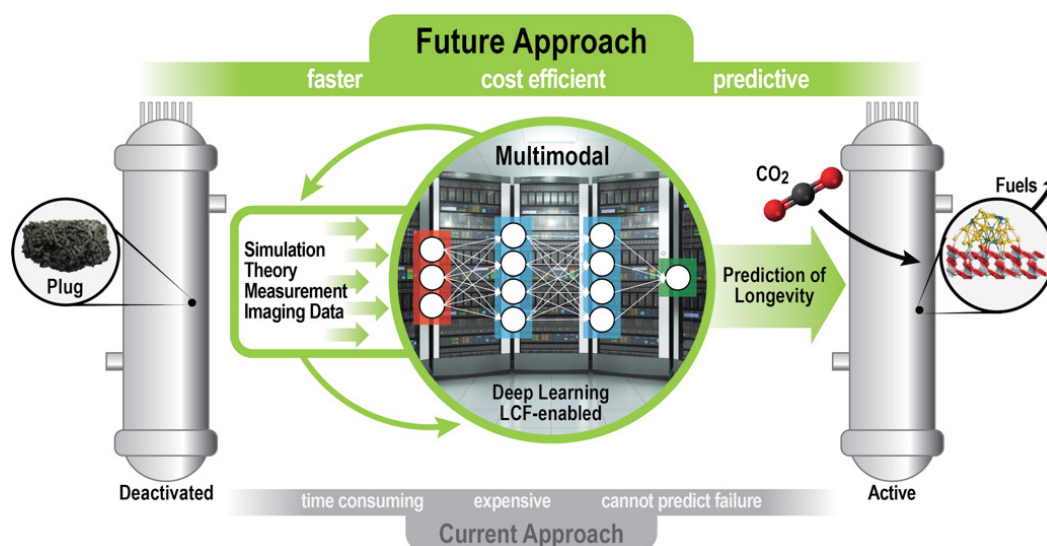 Future Approach
faster cost efficient predictive
Multimodal
CO₂
Fuels
Simulation
Theory
Measurement
Imaging Data
Plug
Prediction of
Longevity
Deep Learning
LCF-enabled
Deactivated
Active
time consuming expensive cannot predict failure
Current Approach